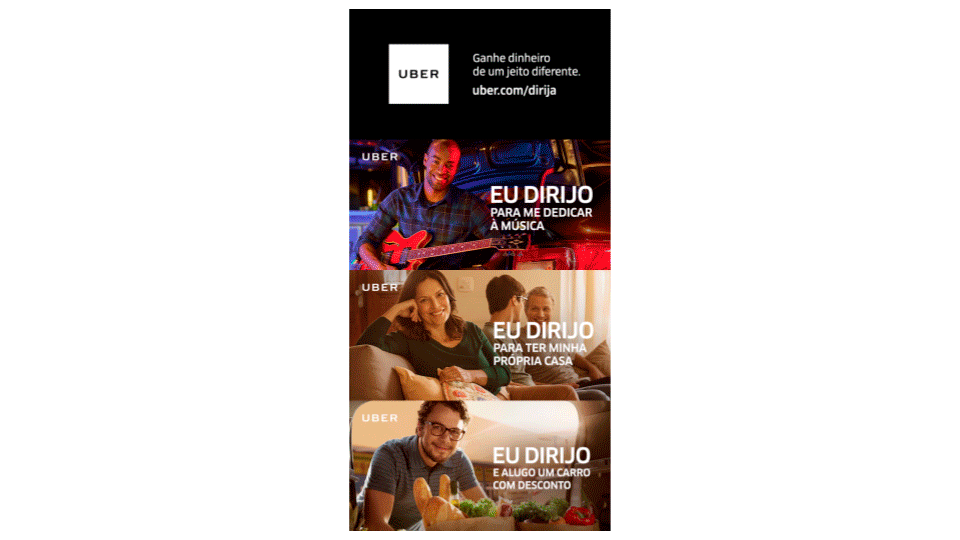 UBER
Ganhe dinheiro
de um jeito diferente.
uber.com/dirija
UBER
EU DIRIJO
PARA ME DEDICAR
À MÚSICA
UBER
EU DIRIJO
PARA TER MINHA
PRÓPRIA CASA
UBER
EU DIRIJO
E ALUGO UM CARRO
COM DESCONTO